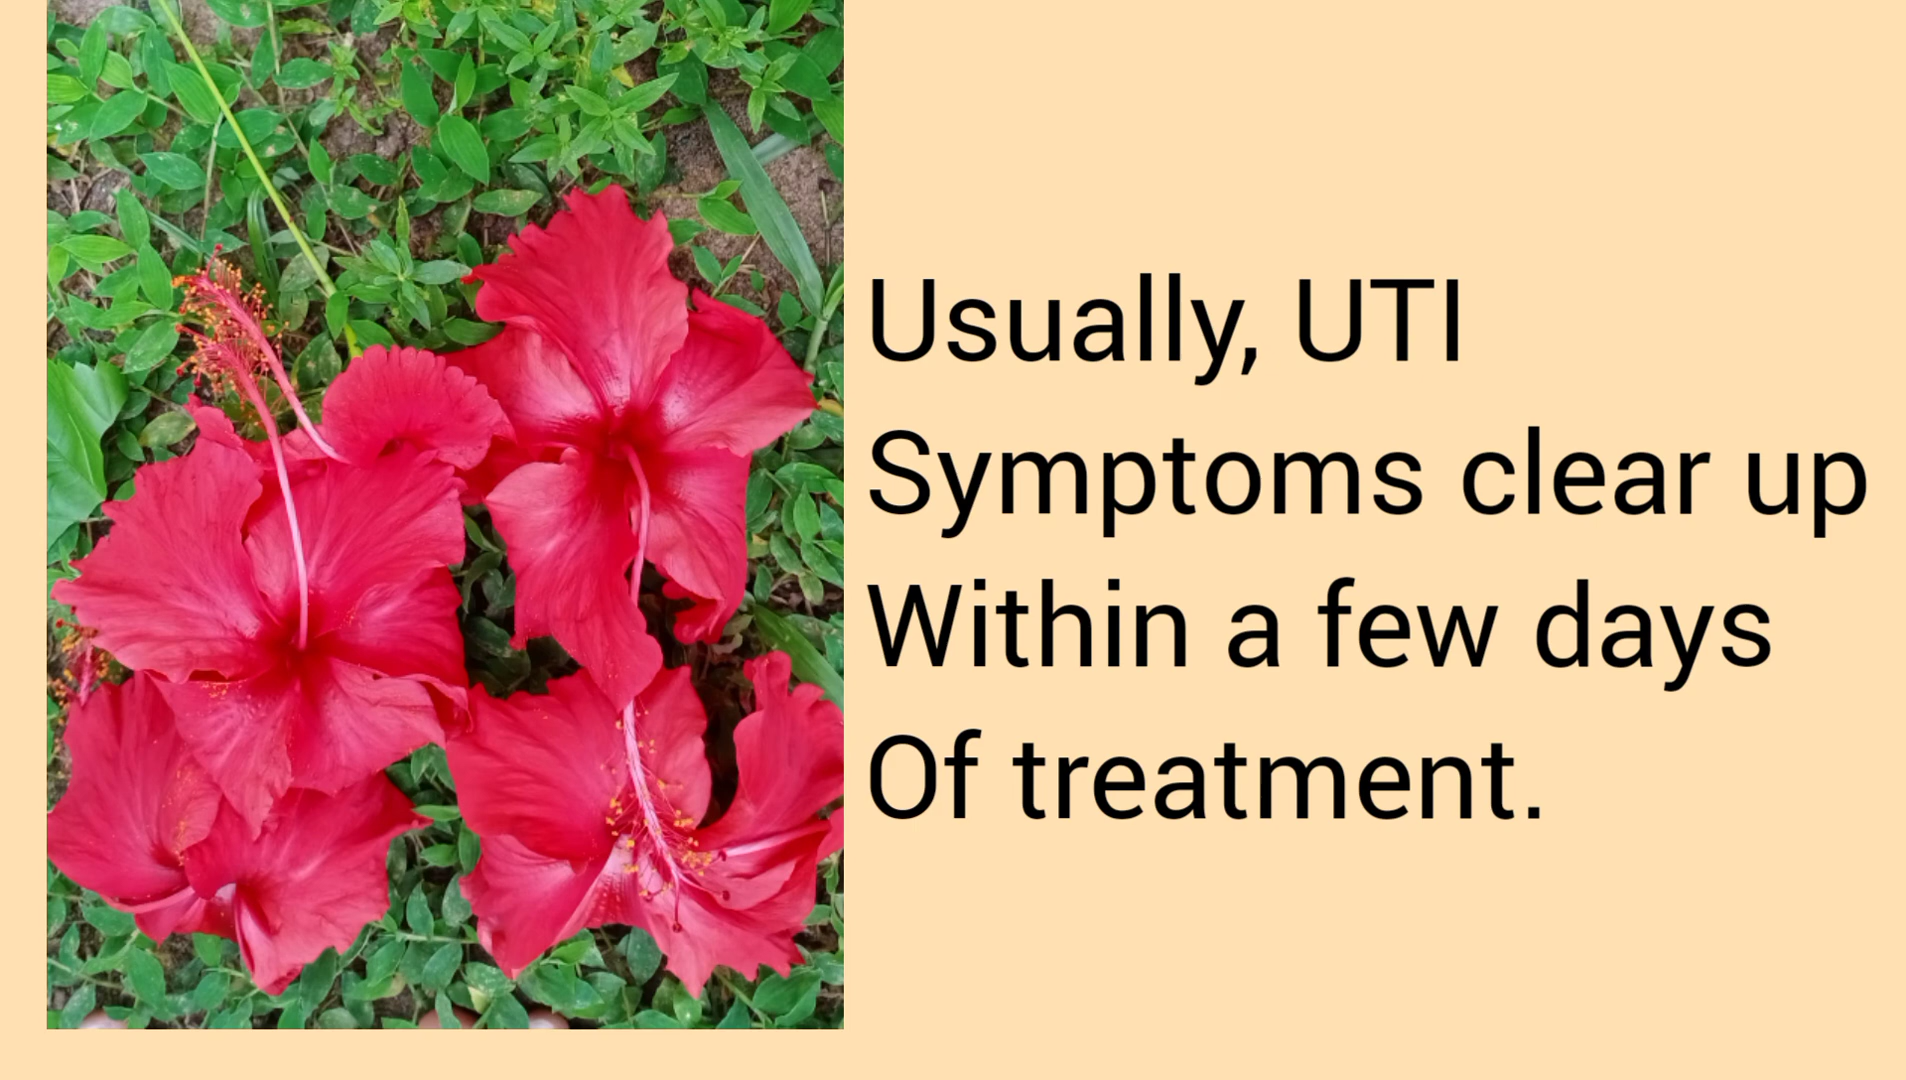 Usually, UTI
Symptoms clear up
Within a few days
Of treatment.